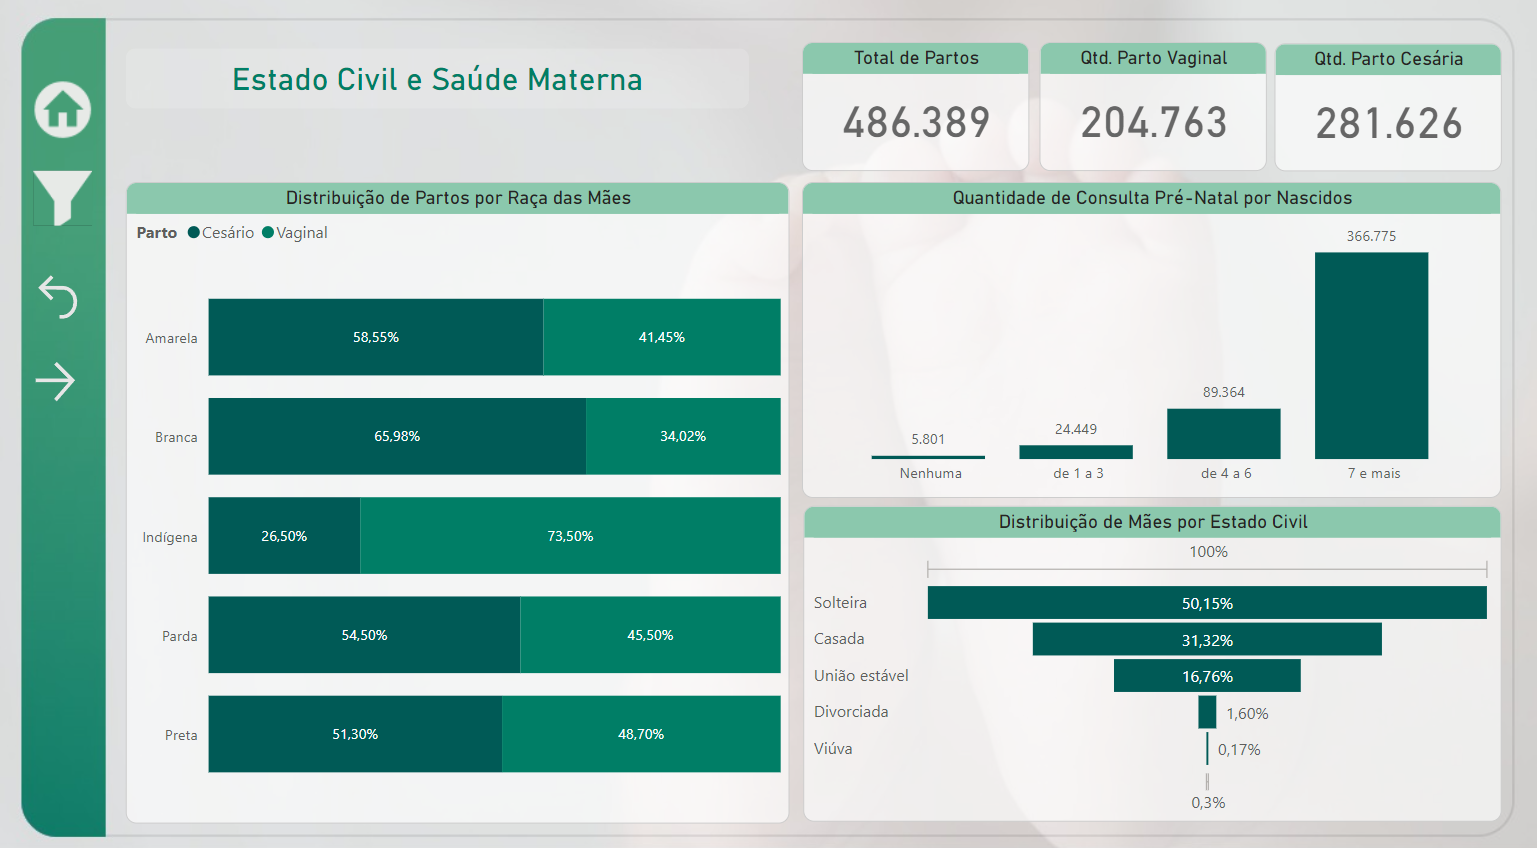 Estado Civil e Saúde Materna
Total de Partos
486.389
Qtd. Parto Vaginal
204.763
Qtd. Parto Cesária
281.626
Distribuição de Partos por Raça das Mães
Parto Cesário Vaginal
Amarela 58,55% 41,45%
Branca 65,98% 34,02%
Indígena 26,50% 73,50%
Parda 54,50% 45,50%
Preta 51,30% 48,70%
Quantidade de Consulta Pré-Natal por Nascidos
366.775
89.364
24.449
5.801
Nenhuma de 1 a 3 de 4 a 6 7 e mais
Distribuição de Mães por Estado Civil
100%
Solteira 50,15%
Casada 31,32%
União estável 16,76%
Divorciada 1,60%
Viúva 0,17%
0,3%